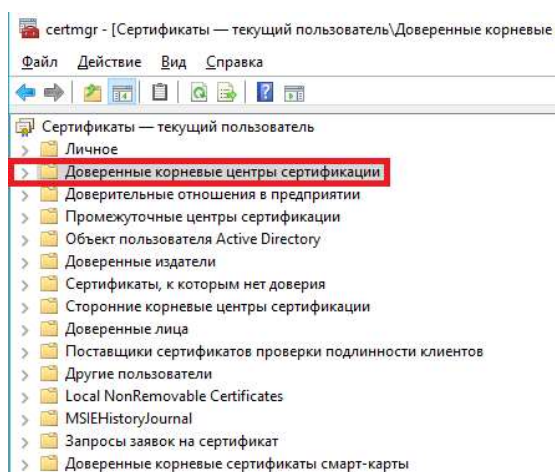 certmgr - [Сертификаты — текущий пользователь\Доверенные корневые
Файл Действие Вид Справка
Сертификаты — текущий пользователь
Личное
Доверенные корневые центры сертификации
Доверительные отношения в предприятии
Промежуточные центры сертификации
Объект пользователя Active Directory
Доверенные издатели
Сертификаты, к которым нет доверия
Сторонние корневые центры сертификации
Доверенные лица
Поставщики сертификатов проверки подлинности клиентов
Другие пользователи
Local NonRemovable Certificates
MSIEHistoryJournal
Запросы заявок на сертификат
Доверенные корневые сертификаты смарт-карты